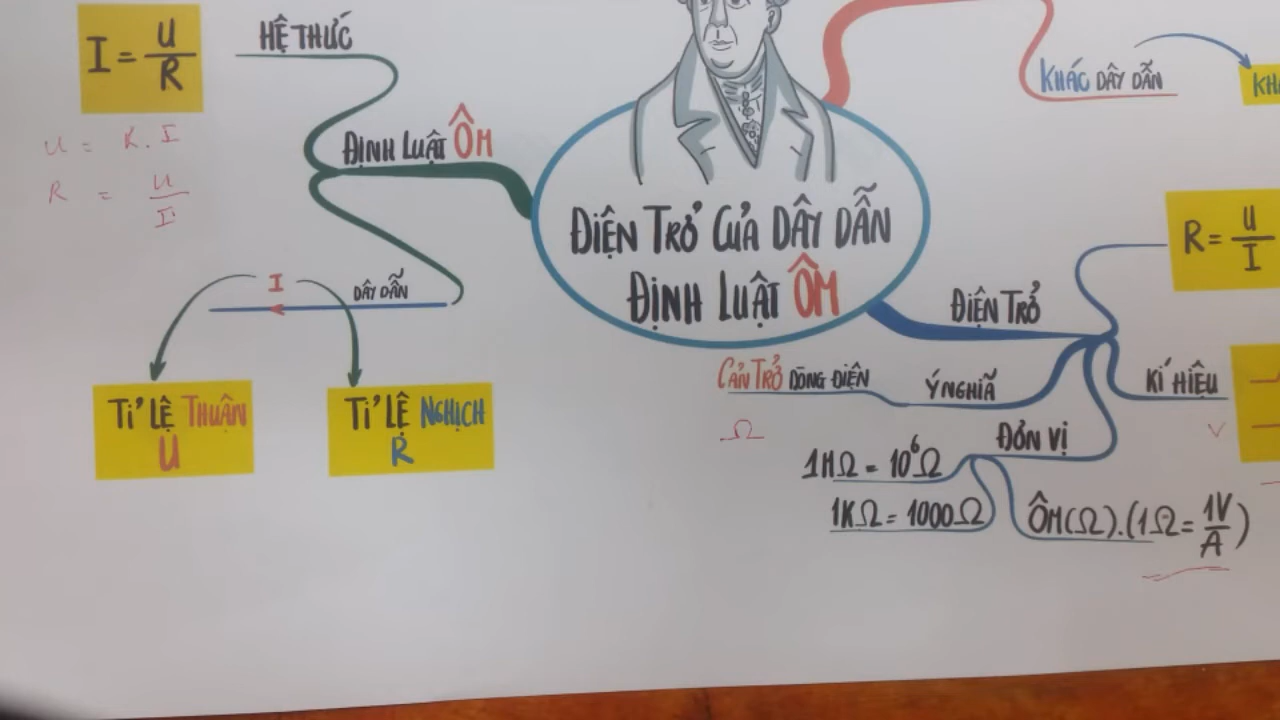 I = U/R
HỆ THỨC
U = R.I
R = U/I
ĐỊNH LUẬT ÔM
I
DÂY DẪN
TỈ LỆ THUẬN
U
TỈ LỆ NGHỊCH
R
ĐIỆN TRỞ CỦA DÂY DẪN
ĐỊNH LUẬT ÔM
KHÁC DÂY DẪN
ĐIỆN TRỞ
R = U/I
CẢN TRỞ DÒNG ĐIỆN
Ý NGHĨA
KÍ HIỆU
Ω
V
ĐƠN VỊ
1MΩ = 10⁶Ω
1KΩ = 1000Ω
ÔM(Ω).(1Ω = 1V/A)